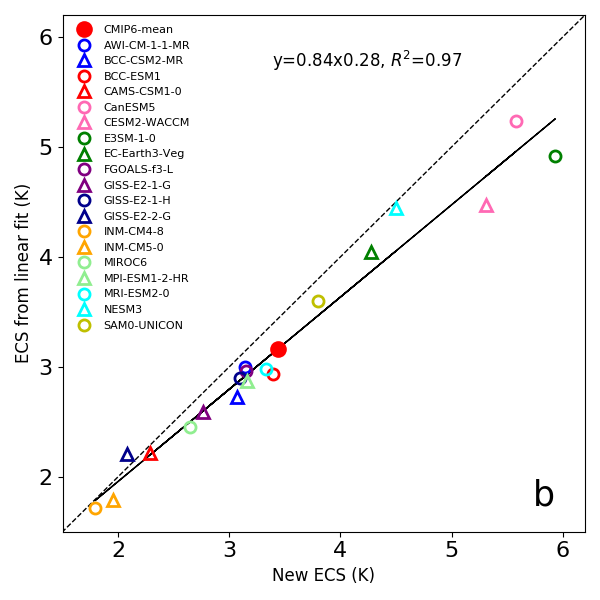 y=0.84x0.28, R²=0.97
CMIP6-mean
AWI-CM-1-1-MR
BCC-CSM2-MR
BCC-ESM1
CAMS-CSM1-0
CanESM5
CESM2-WACCM
E3SM-1-0
EC-Earth3-Veg
FGOALS-f3-L
GISS-E2-1-G
GISS-E2-1-H
GISS-E2-2-G
INM-CM4-8
INM-CM5-0
MIROC6
MPI-ESM1-2-HR
MRI-ESM2-0
NESM3
SAM0-UNICON
b
6
5
4
3
2
ECS from linear fit (K)
2 3 4 5 6
New ECS (K)